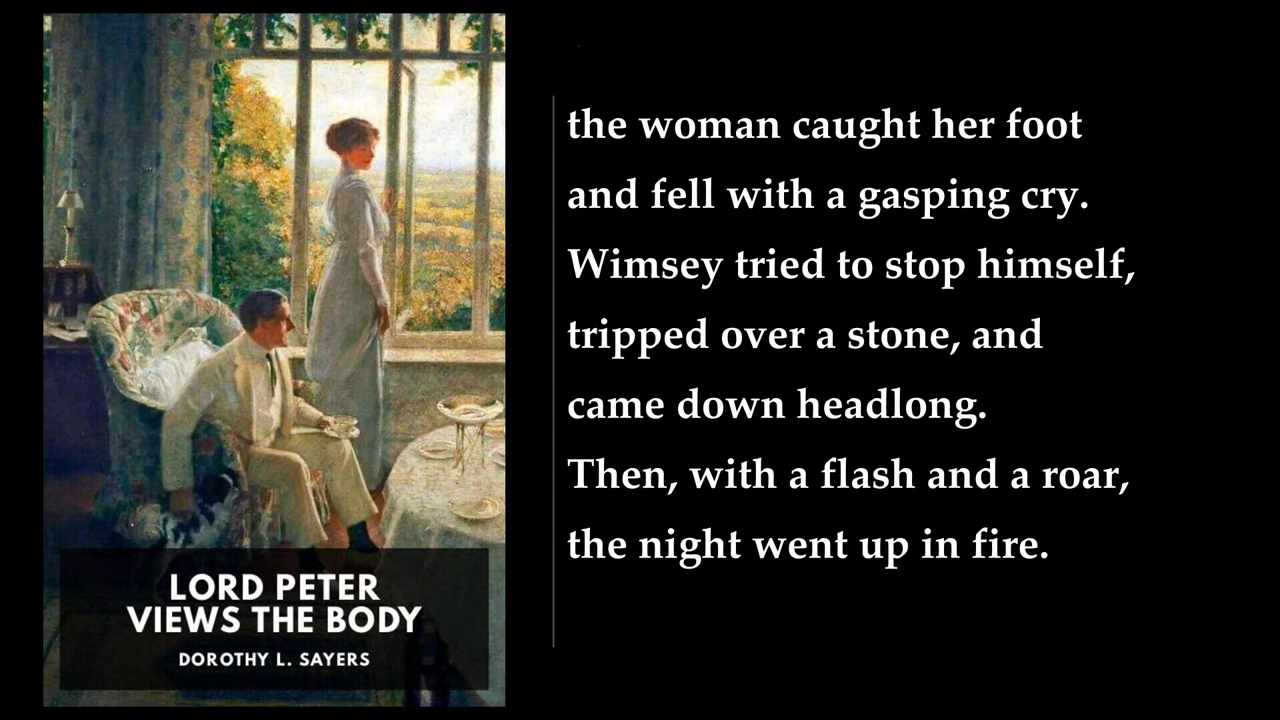 the woman caught her foot
and fell with a gasping cry.
Wimsey tried to stop himself,
tripped over a stone, and
came down headlong.
Then, with a flash and a roar,
the night went up in fire.
LORD PETER
VIEWS THE BODY
DOROTHY L. SAYERS